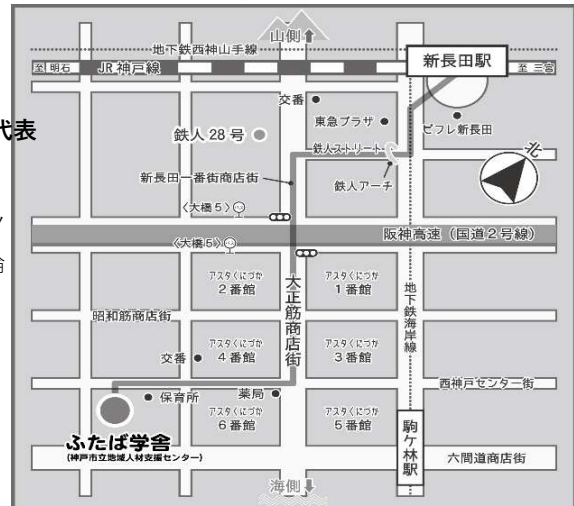 山側
地下鉄西神山手線
新長田駅
至 明石
JR 神戸線
至 三宮
交番
東急プラザ
ピフレ新長田
代表
鉄人 28 号
鉄人ストリート
北
新長田一番街商店街
鉄人アーチ
〈大橋5〉
阪神高速（国道2号線）
〈大橋5〉
アスタくにづか
2 番館
アスタくにづか
1 番館
大正筋商店街
地下鉄海岸線
昭和筋商店街
アスタくにづか
4 番館
アスタくにづか
3 番館
交番
西神戸センター街
保育所
薬局
アスタくにづか
6 番館
アスタくにづか
5 番館
駒ケ林駅
ふたば学舎
(神戸市立地域人材支援センター)
六間道商店街
海側